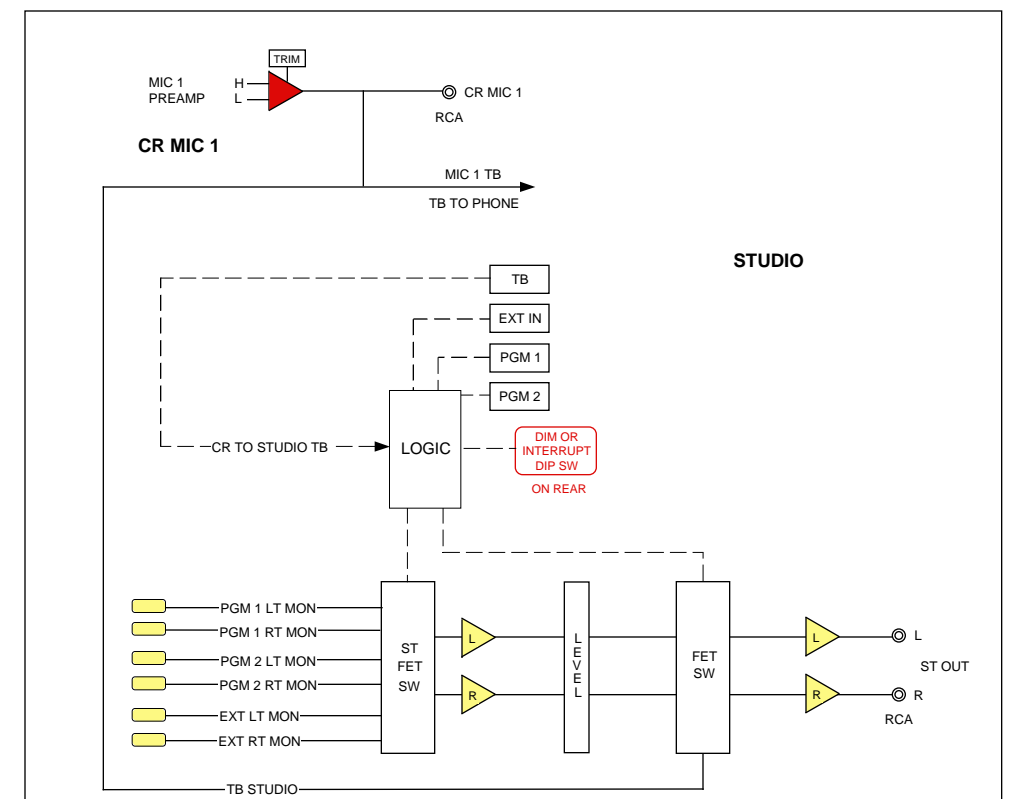 TRIM
MIC 1
PREAMP
H
L
CR MIC 1
RCA
CR MIC 1
MIC 1 TB
TB TO PHONE
STUDIO
TB
EXT IN
PGM 1
PGM 2
CR TO STUDIO TB
LOGIC
DIM OR
INTERRUPT
DIP SW
ON REAR
PGM 1 LT MON
PGM 1 RT MON
PGM 2 LT MON
PGM 2 RT MON
EXT LT MON
EXT RT MON
ST
FET
SW
L
R
LEVEL
FET
SW
L
R
L
ST OUT
R
RCA
TB STUDIO